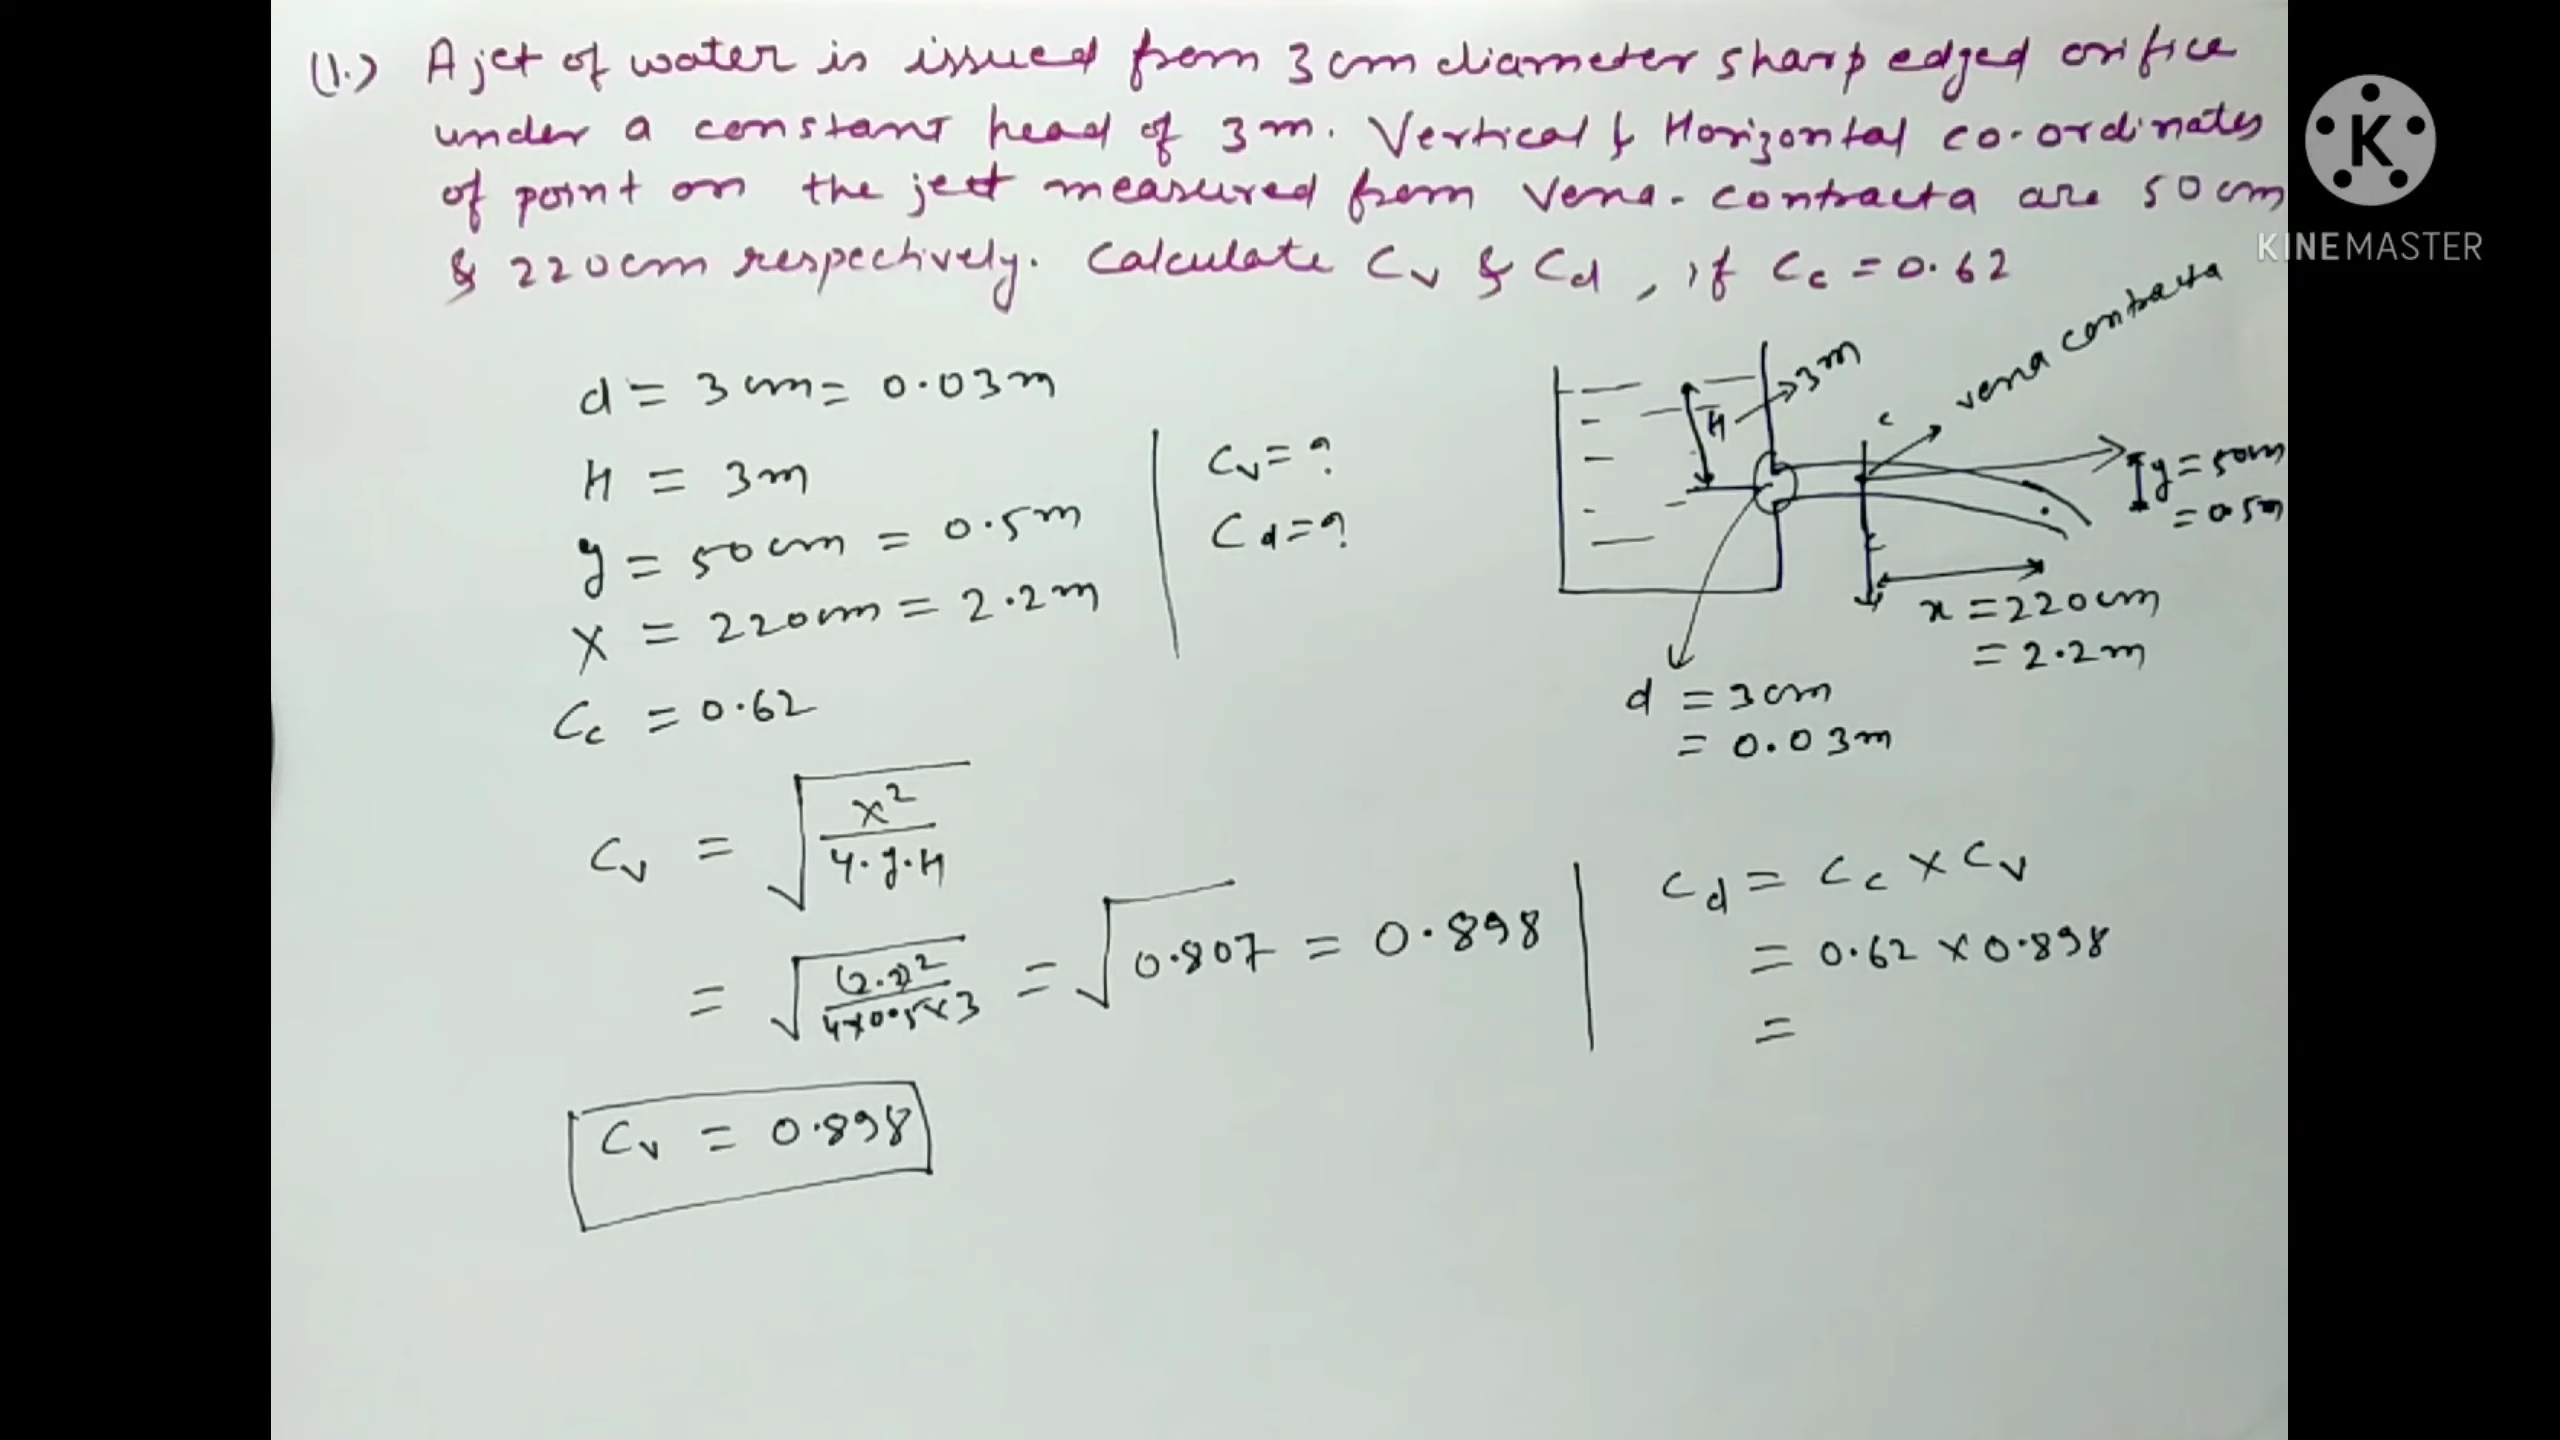 (1.) A jet of water is issued from 3 cm diameter sharp edged orifice
under a constant head of 3 m. Vertical & Horizontal co-ordinates
of point on the jett measured from Vena-contracta are 50 cm
& 220 cm respectively. Calculate Cv & Cd, if Cc = 0.62
d = 3 cm = 0.03 m
H = 3 m
y = 50 cm = 0.5 m
X = 220 cm = 2.2 m
Cc = 0.62
Cv = ?
Cd = ?
H
3 m
c
vena contracta
y = 50 cm
= 0.5 m
x = 220 cm
= 2.2 m
d = 3 cm
= 0.03 m
Cv = √(x²/4.y.H)
= √((2.2)²/4×0.5×3) = √0.807 = 0.898
Cv = 0.898
Cd = Cc × Cv
= 0.62 × 0.898
=
K
KINEMASTER